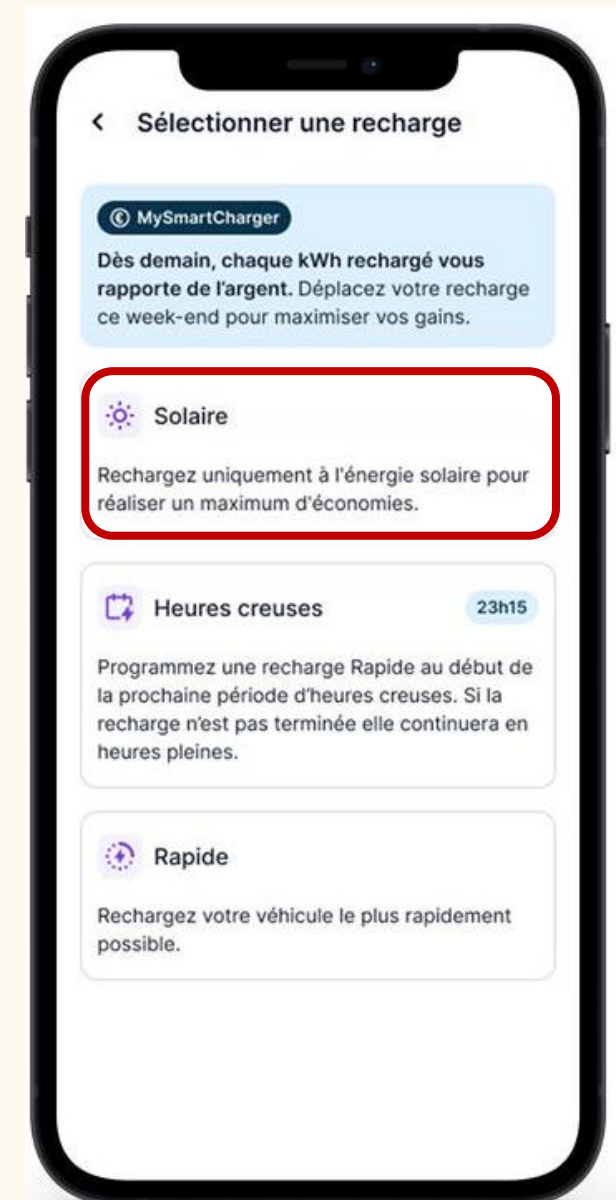 Sélectionner une recharge
MySmartCharger
Dès demain, chaque kWh rechargé vous
rapporte de l'argent. Déplacez votre recharge
ce week-end pour maximiser vos gains.
Solaire
Rechargez uniquement à l'énergie solaire pour
réaliser un maximum d'économies.
Heures creuses
23h15
Programmez une recharge Rapide au début de
la prochaine période d'heures creuses. Si la
recharge n'est pas terminée elle continuera en
heures pleines.
Rapide
Rechargez votre véhicule le plus rapidement
possible.